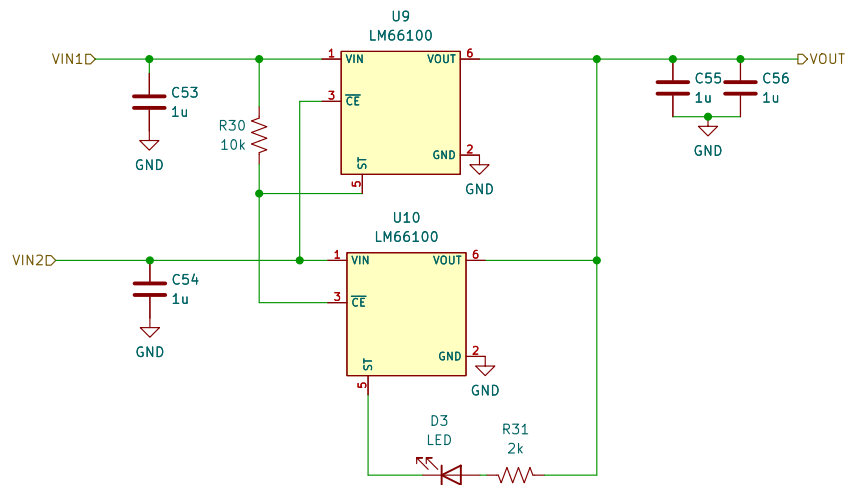 U9
LM66100
VIN1
1
VIN
VOUT
6
VOUT
C53
1u
3
CE
C55
1u
C56
1u
R30
10k
GND
GND
2
GND
GND
ST
5
GND
U10
LM66100
VIN2
1
VIN
VOUT
6
C54
1u
3
CE
GND
GND
2
ST
5
GND
D3
LED
R31
2k